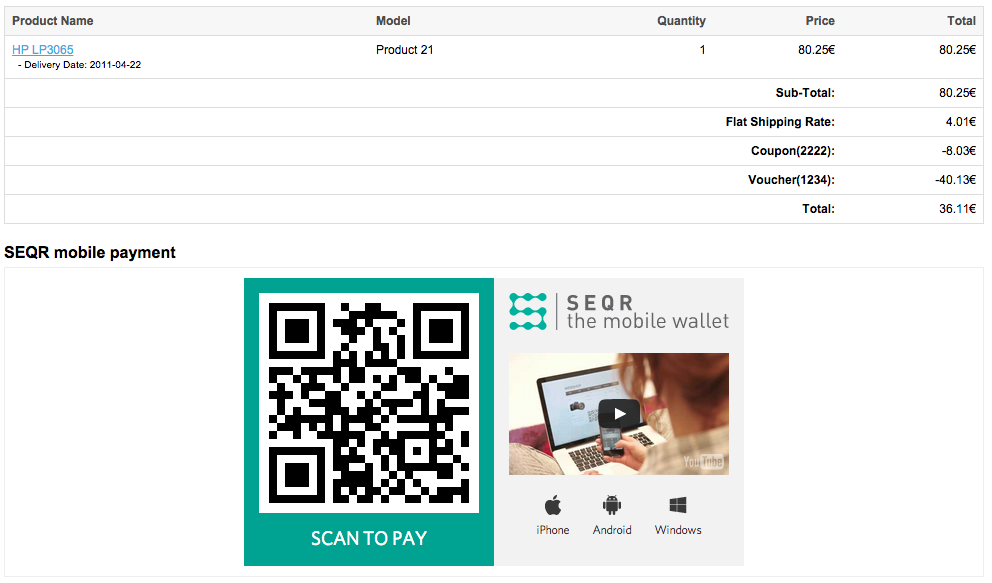 Product Name Model Quantity Price Total
HP LP3065 Product 21 1 80.25€ 80.25€
- Delivery Date: 2011-04-22
Sub-Total: 80.25€
Flat Shipping Rate: 4.01€
Coupon(2222): -8.03€
Voucher(1234): -40.13€
Total: 36.11€
SEQR mobile payment
SEQR
the mobile wallet
YouTube
SCAN TO PAY
iPhone Android Windows